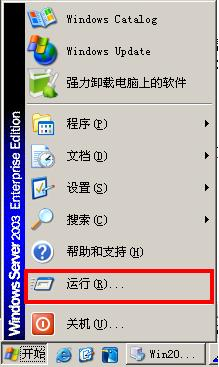 Windows Catalog
Windows Update
强力卸载电脑上的软件
程序(P)
文档(D)
设置(S)
搜索(C)
帮助和支持(H)
运行(R)...
关机(U)...
Windows Server 2003 Enterprise Edition
开始
Win20...